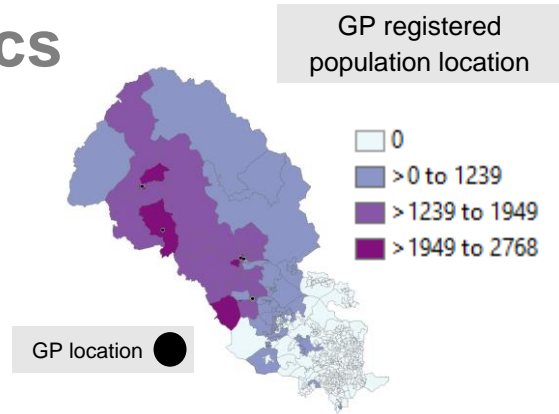 cs
GP registered
population location
0
>0 to 1239
>1239 to 1949
>1949 to 2768
GP location